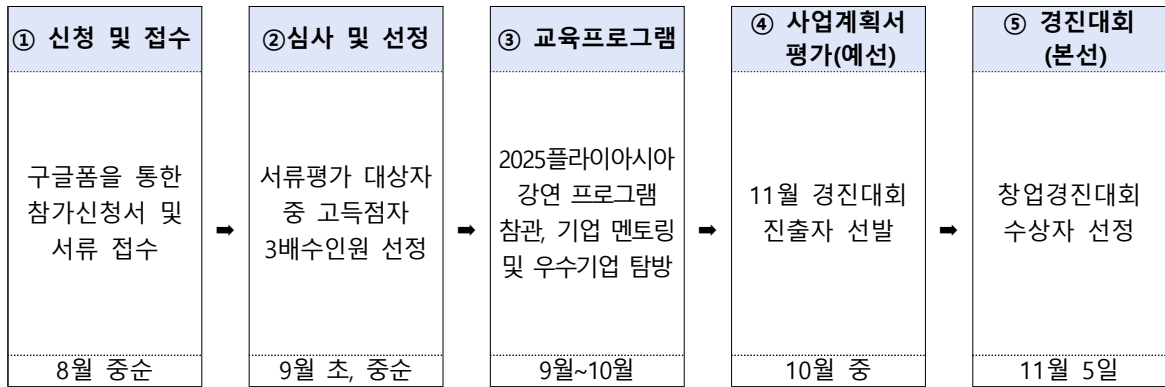 ① 신청 및 접수
구글폼을 통한
참가신청서 및
서류 접수
8월 중순
➡
②심사 및 선정
서류평가 대상자
중 고득점자
3배수인원 선정
9월 초, 중순
➡
③ 교육프로그램
2025플라이아시아
강연 프로그램
참관, 기업 멘토링
및 우수기업 탐방
9월~10월
➡
④ 사업계획서
평가(예선)
11월 경진대회
진출자 선발
10월 중
➡
⑤ 경진대회
(본선)
창업경진대회
수상자 선정
11월 5일